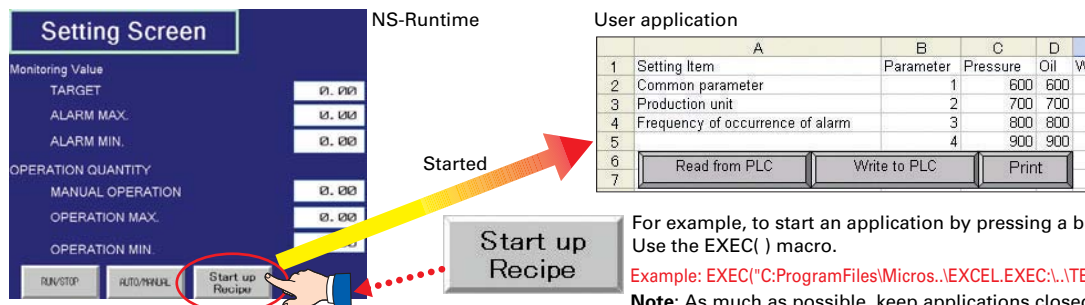 Setting Screen
Monitoring Value
TARGET 0.00
ALARM MAX. 0.00
ALARM MIN. 0.00
OPERATION QUANTITY
MANUAL OPERATION 0.00
OPERATION MAX. 0.00
OPERATION MIN.
RUN/STOP AUTO/MANUAL Start up
Recipe
NS-Runtime
Started
Start up
Recipe
User application
A B C D
1 Setting Item Parameter Pressure Oil W
2 Common parameter 1 600 600
3 Production unit 2 700 700
4 Frequency of occurrence of alarm 3 800 800
5 4 900 900
6 Read from PLC Write to PLC Print
7
For example, to start an application by pressing a b
Use the EXEC( ) macro.
Example: EXEC("C:ProgramFiles\Micros..\EXCEL.EXEC:\..\TE
Note: As much as possible, keep applications close